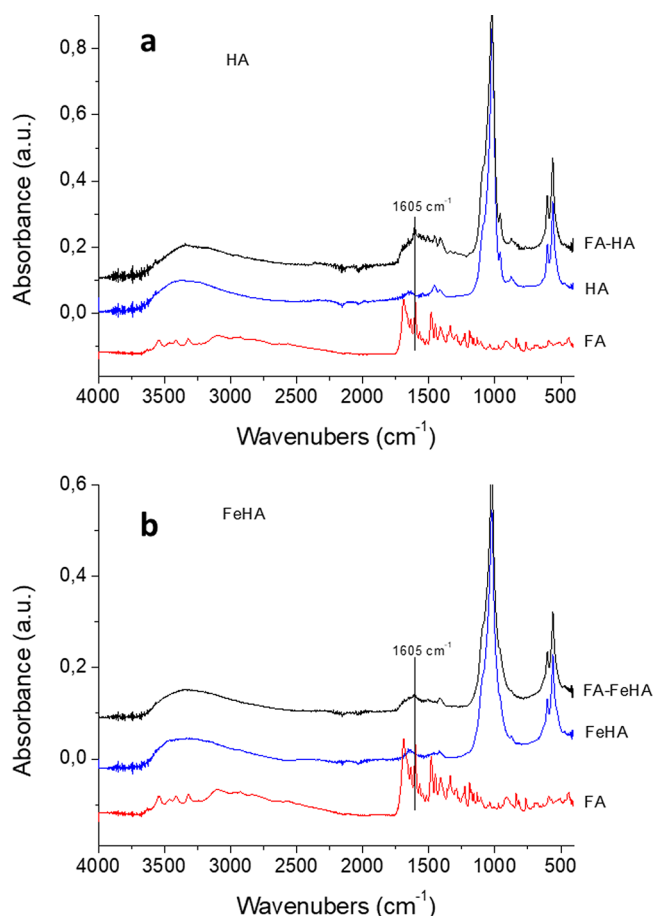 a
HA
0,8
0,6
0,4
0,2
0,0
Absorbance (a.u.)
1605 cm⁻¹
FA-HA
HA
FA
4000 3500 3000 2500 2000 1500 1000 500
Wavenubers (cm⁻¹)
b
FeHA
0,6
0,4
0,2
0,0
Absorbance (a.u.)
1605 cm⁻¹
FA-FeHA
FeHA
FA
4000 3500 3000 2500 2000 1500 1000 500
Wavenubers (cm⁻¹)